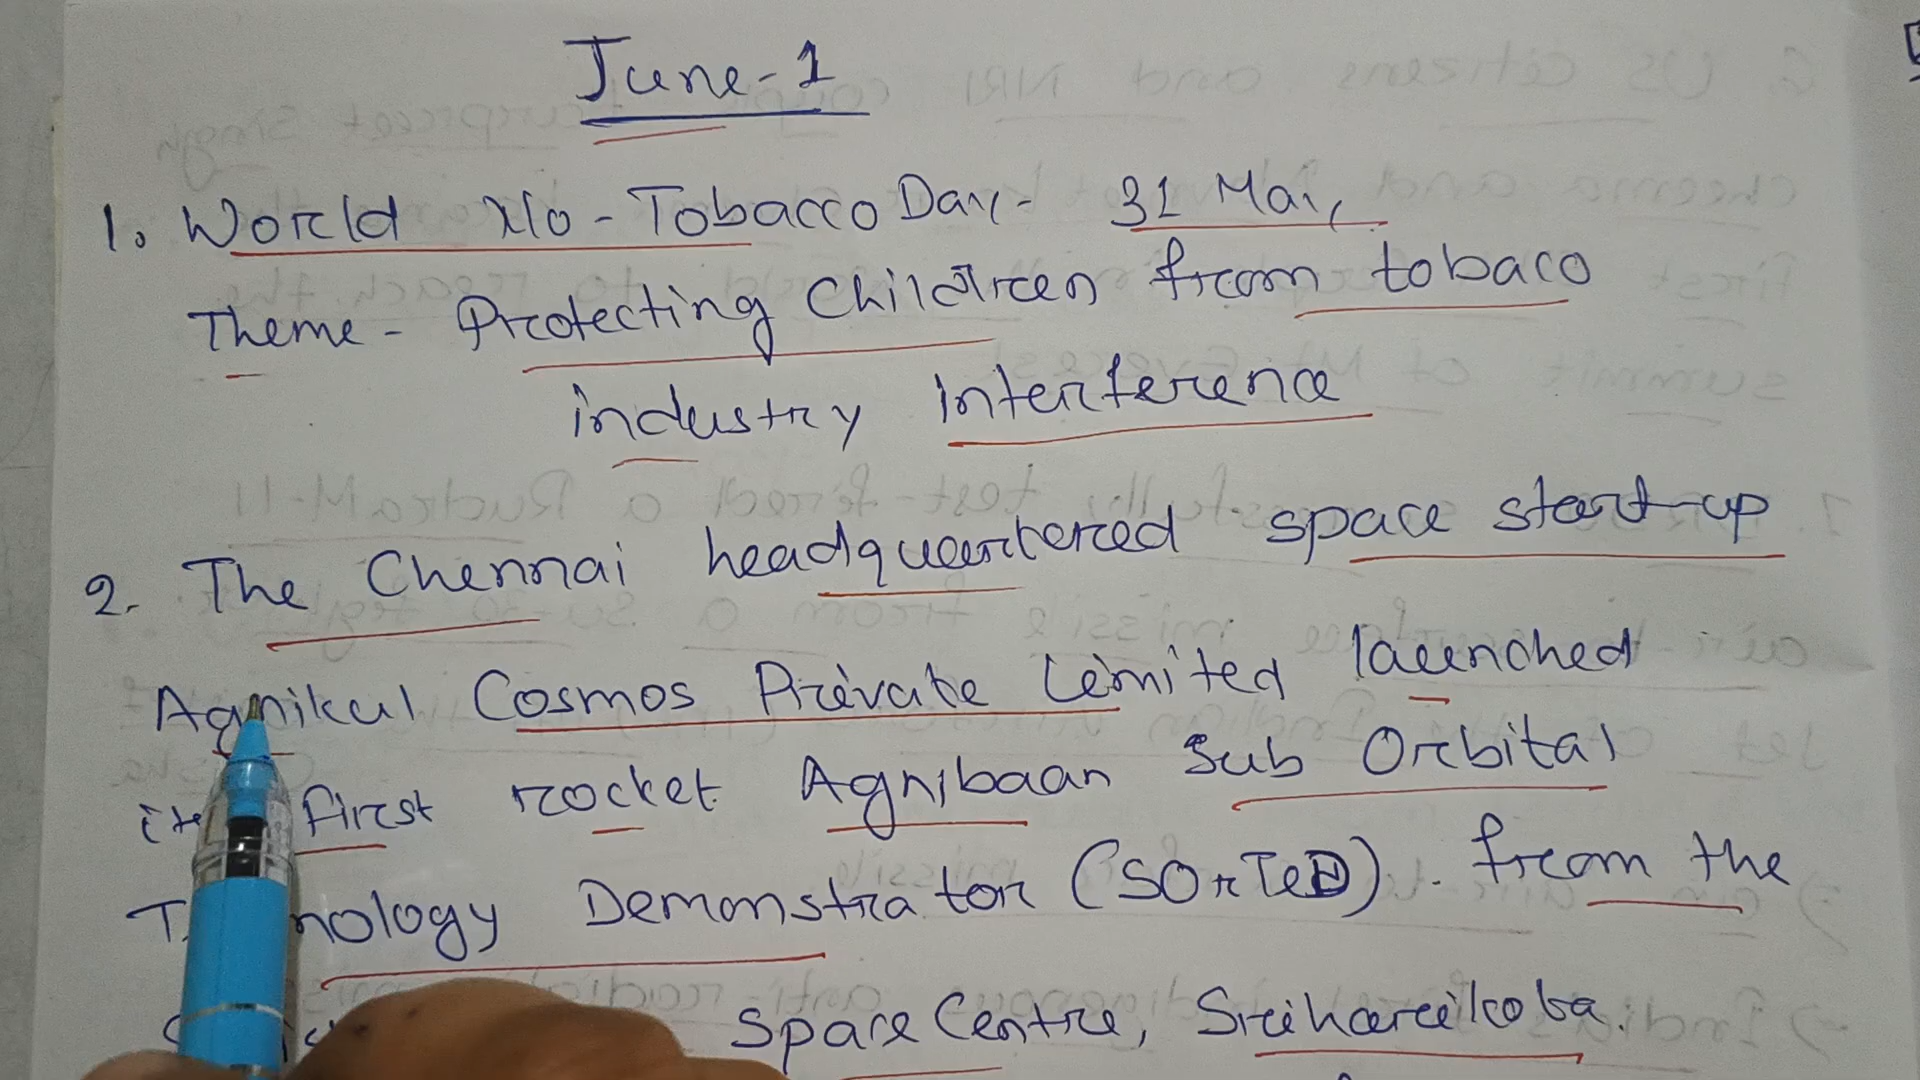 June-1
1. World No-Tobacco Day- 31 Mai,
Theme- Protecting Children from tobaco
industry Interference
2. The Chennai headquartered space start-up
Agnikul Cosmos Private Limited launched
first rocket Agnibaan Sub Orbital
Demonstrator (SOrTeD). from the
Space Centre, Sriharikota.